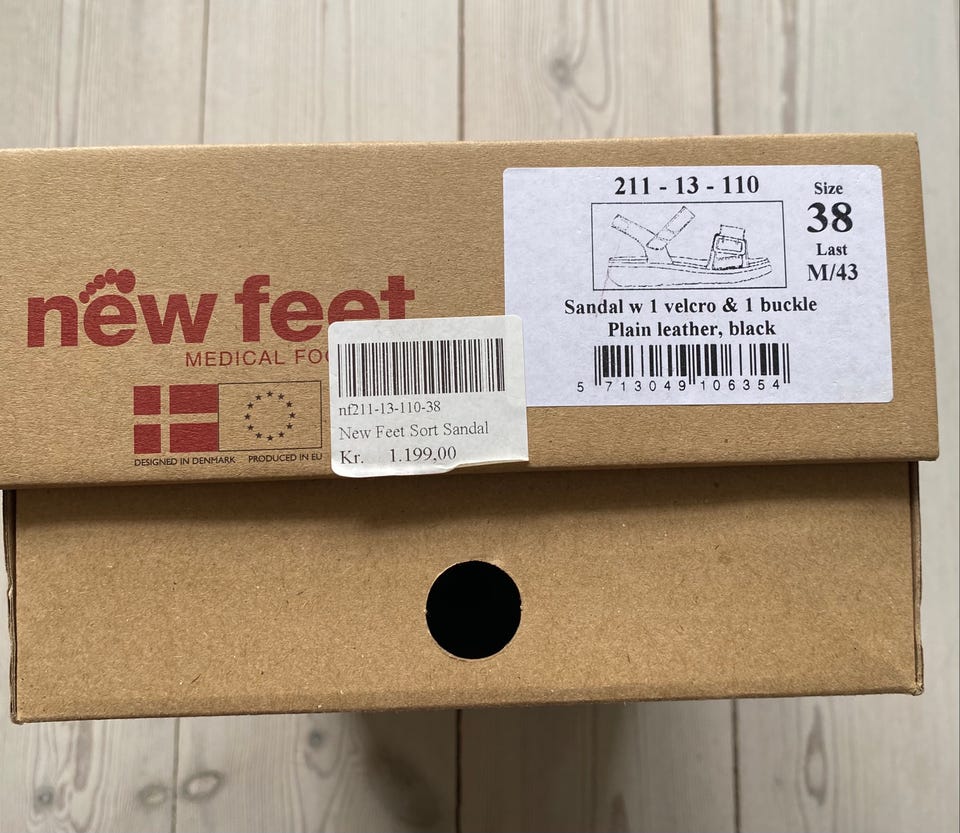 new feet
MEDICAL
DESIGNED IN DENMARK PRODUCED IN EU
nf211-13-110-38
New Feet Sort Sandal
Kr. 1.199,00
211 - 13 - 110
Size
38
Last
M/43
Sandal w 1 velcro & 1 buckle
Plain leather, black
5 713049 106354